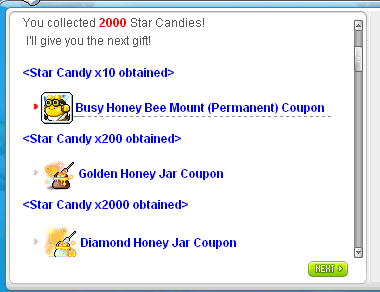 You collected 2000 Star Candies!
I'll give you the next gift!
<Star Candy x10 obtained>
Busy Honey Bee Mount (Permanent) Coupon
<Star Candy x200 obtained>
Golden Honey Jar Coupon
<Star Candy x2000 obtained>
Diamond Honey Jar Coupon
NEXT